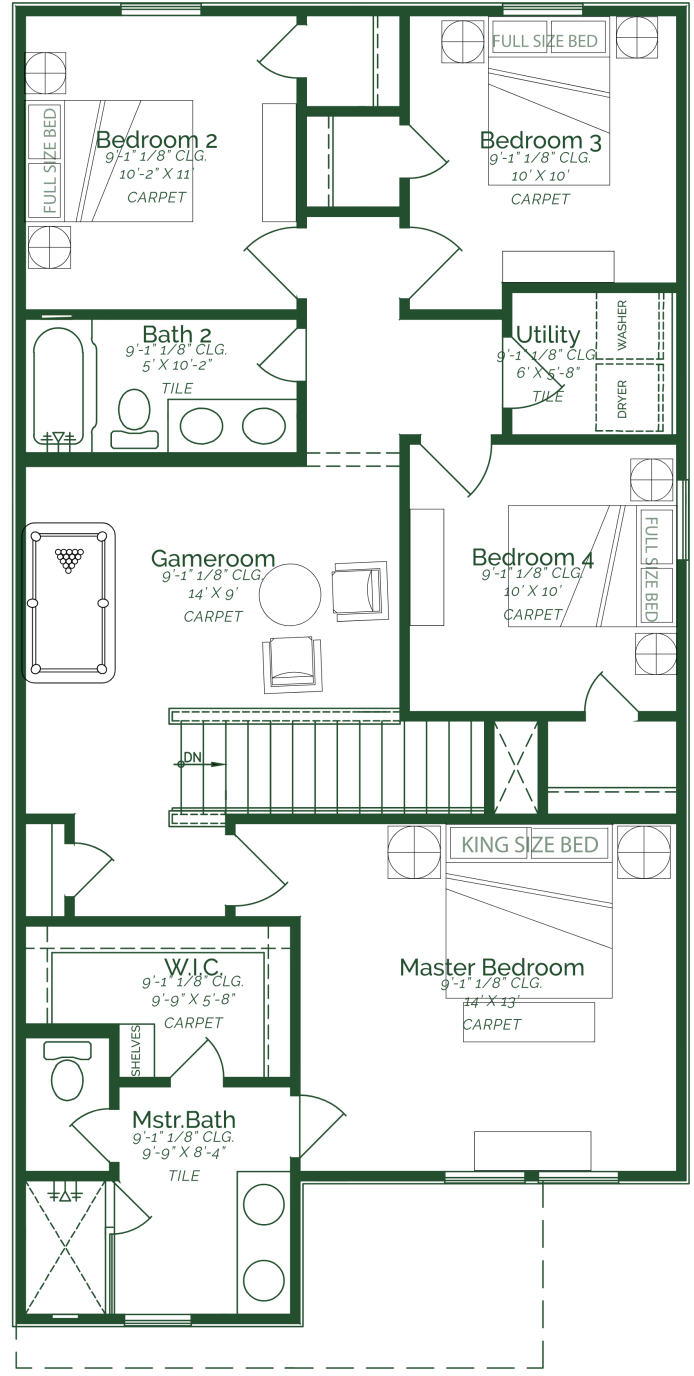 FULL SIZE BED
Bedroom 2
9'-1" 1/8" CLG.
10'-2" X 11'
CARPET
FULL SIZE BED
Bedroom 3
9'-1" 1/8" CLG.
10' X 10'
CARPET
Bath 2
9'-1" 1/8" CLG.
5' X 10'-2"
TILE
Utility
9'-1" 1/8" CLG.
6' X 5'-8"
TILE
WASHER
DRYER
Gameroom
9'-1" 1/8" CLG.
14' X 9'
CARPET
Bedroom 4
9'-1" 1/8" CLG.
10' X 10'
CARPET
FULL SIZE BED
DN
KING SIZE BED
Master Bedroom
9'-1" 1/8" CLG.
14' X 13'
CARPET
W.I.C.
9'-1" 1/8" CLG.
9'-9" X 5'-8"
CARPET
SHELVES
Mstr.Bath
9'-1" 1/8" CLG.
9'-9" X 8'-4"
TILE